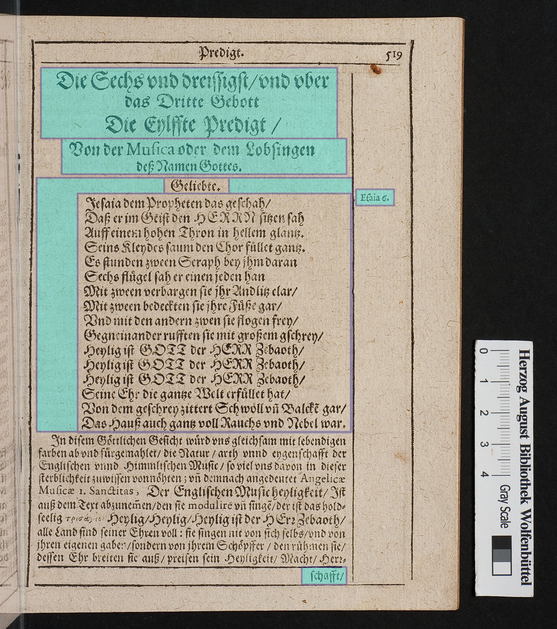 Predigt. 519
Die Sechs vnd dreissigst/vnd vber
das Dritte Gebott
Die Eylffte Predigt /
Von der Musica oder dem Lobsingen
deß Namen Gottes.
Geliebte.
Esaia 6.
Jesaia dem Propheten das geschah/
Daß er im Geist den HERRN sitzen sah
Auff einem hohen Thron in hellem glantz.
Seins Kleydes saum den Chor füllet gantz.
Es stunden zween Seraph bey jhm daran
Sechs flügel sah er einen jeden han
Mit zween verbargen sie jhr Andlitz clar/
Mit zween bedeckten sie jhre Füße gar/
Vnd mit den andern zwen sie flogen frey/
Gegneinander rufften sie mit großem gschrey/
Heylig ist GOTT der HERR Zebaoth/
Heylig ist GOTT der HERR Zebaoth/
Heylig ist GOTT der HERR Zebaoth/
Seine Ehr die gantze Welt erfüllet hat/
Von dem geschrey zittert Schwöll vñ Balckẽ gar/
Das Hauß auch gantz voll Rauchs vnd Nebel war.
In disem Göttlichen Gesicht würd vns gleichsam mit lebendigen
farben ab vnd fürgemahlet/ die Natur / arth vnnd eygenschafft der
Englischen vnnd Himmlischen Music / so viel vns davon in dieser
sterblichkeit zuwissen vonnöhten; vñ demnach angedeutet Angelicæ
Musicæ 1. Sanctitas, Der Englischen Music heyligkeit/ Ist
auß dem Text abzunemen/ den sie moduliren vñ singẽ/ der ist das hold-
seelig Heylig/Heylig/Heylig ist der HErr Zebaoth/
alle Land sind seiner Ehren voll: sie singen nit von sich selbs/vnd von
jhren eigenen gaben/sondern von jhrem Schöpffer / den rühmen sie/
dessen Ehr breiten sie auß/ preisen sein Heyligkeit/ Macht/ Herr-
schafft/
0 1 2 3 4
Herzog August Bibliothek Wolfenbüttel
Gray Scale